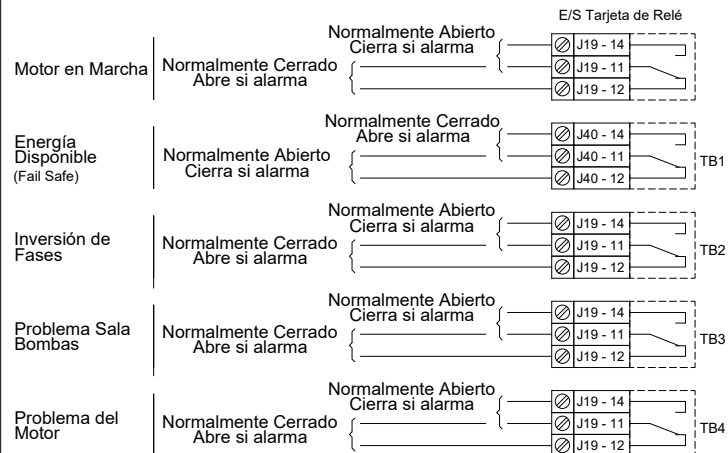 E/S Tarjeta de Relé
Motor en Marcha
Normalmente Cerrado
Abre si alarma
Normalmente Abierto
Cierra si alarma
J19 - 14
J19 - 11
J19 - 12
Energía
Disponible
(Fail Safe)
Normalmente Abierto
Cierra si alarma
Normalmente Cerrado
Abre si alarma
J40 - 14
J40 - 11
J40 - 12
TB1
Inversión de
Fases
Normalmente Cerrado
Abre si alarma
Normalmente Abierto
Cierra si alarma
J19 - 14
J19 - 11
J19 - 12
TB2
Problema Sala
Bombas
Normalmente Cerrado
Abre si alarma
Normalmente Abierto
Cierra si alarma
J19 - 14
J19 - 11
J19 - 12
TB3
Problema del
Motor
Normalmente Cerrado
Abre si alarma
Normalmente Abierto
Cierra si alarma
J19 - 14
J19 - 11
J19 - 12
TB4